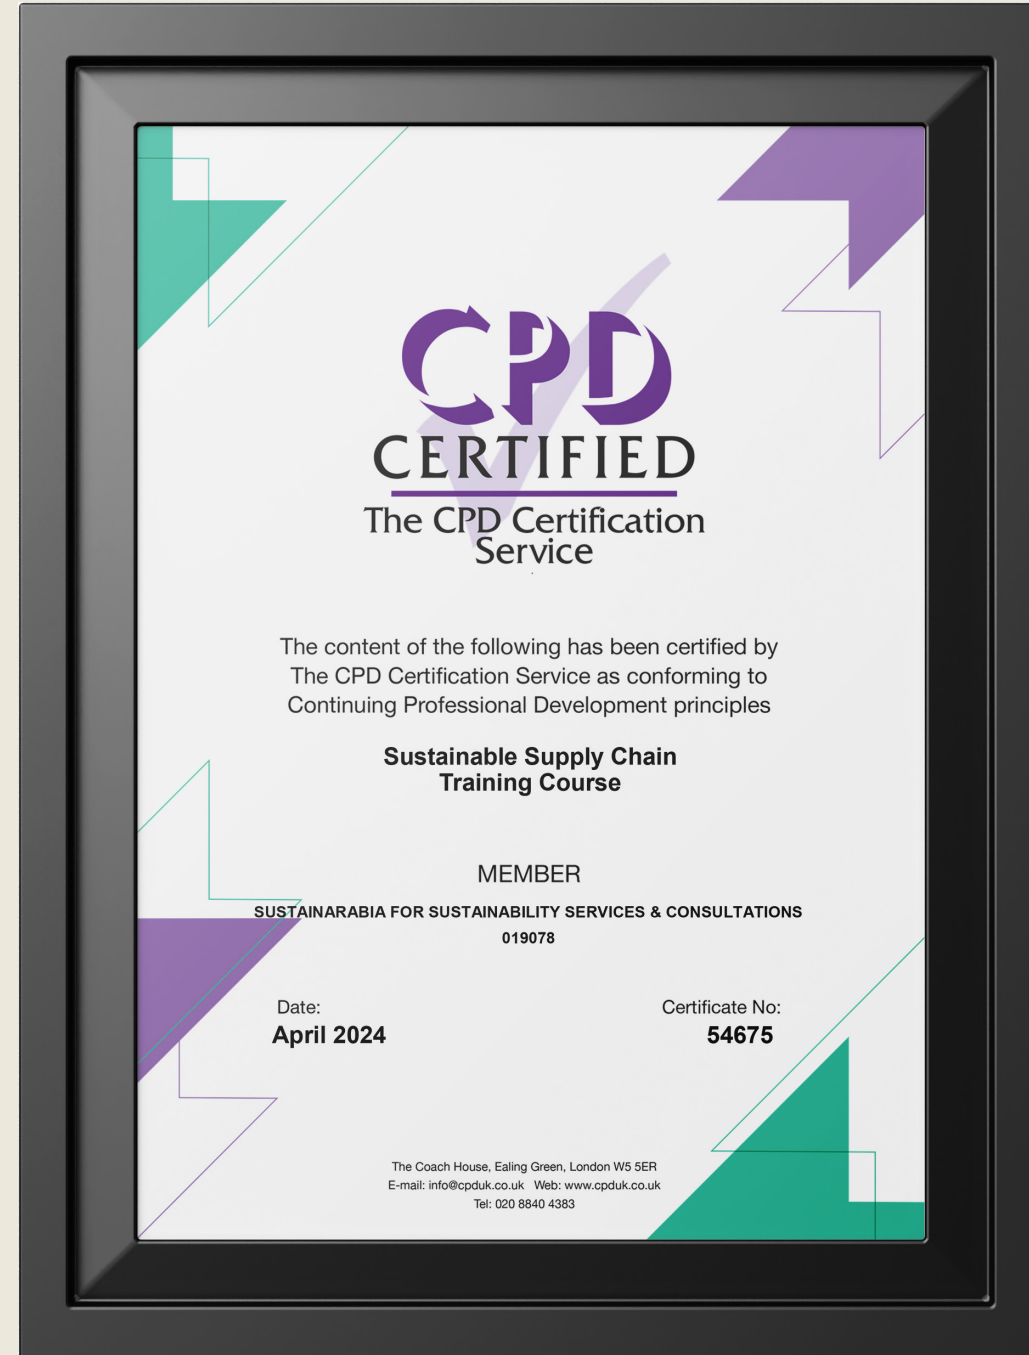 CPD
CERTIFIED
The CPD Certification
Service
The content of the following has been certified by
The CPD Certification Service as conforming to
Continuing Professional Development principles
Sustainable Supply Chain
Training Course
MEMBER
SUSTAINARABIA FOR SUSTAINABILITY SERVICES & CONSULTATIONS
019078
Date:
April 2024
Certificate No:
54675
The Coach House, Ealing Green, London W5 5ER
E-mail: info@cpduk.co.uk Web: www.cpduk.co.uk
Tel: 020 8840 4383